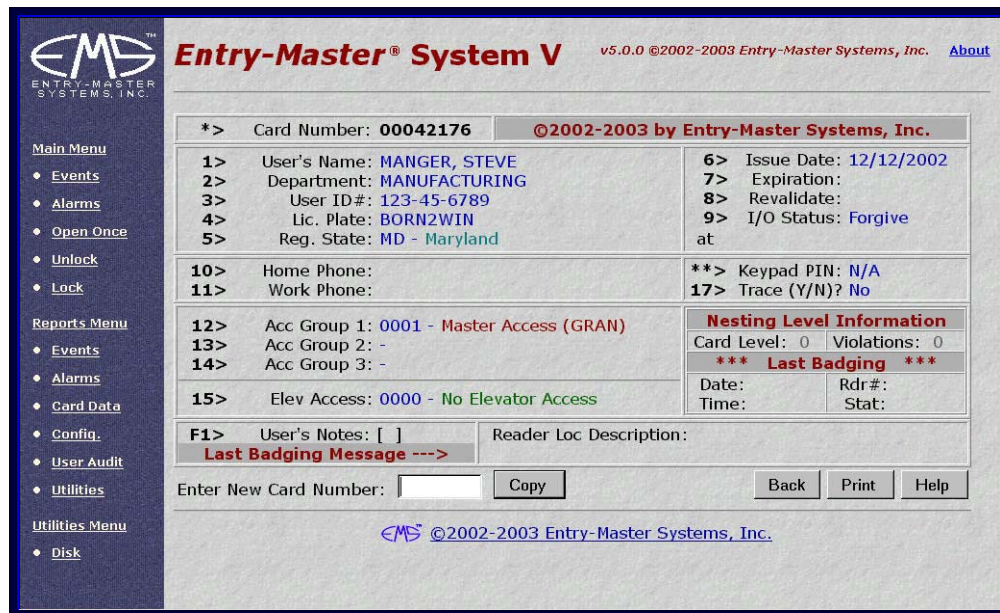 EMS™
ENTRY-MASTER
SYSTEMS, INC.
Main Menu
• Events
• Alarms
• Open Once
• Unlock
• Lock
Reports Menu
• Events
• Alarms
• Card Data
• Config.
• User Audit
• Utilities
Utilities Menu
• Disk
Entry-Master® System V v5.0.0 ©2002-2003 Entry-Master Systems, Inc. About
*> Card Number: 00042176 ©2002-2003 by Entry-Master Systems, Inc.
1> User's Name: MANGER, STEVE
2> Department: MANUFACTURING
3> User ID#: 123-45-6789
4> Lic. Plate: BORN2WIN
5> Reg. State: MD - Maryland
6> Issue Date: 12/12/2002
7> Expiration:
8> Revalidate:
9> I/O Status: Forgive
at
10> Home Phone:
11> Work Phone:
**> Keypad PIN: N/A
17> Trace (Y/N)? No
12> Acc Group 1: 0001 - Master Access (GRAN)
13> Acc Group 2: -
14> Acc Group 3: -
15> Elev Access: 0000 - No Elevator Access
Nesting Level Information
Card Level: 0 Violations: 0
*** Last Badging ***
Date: Rdr#:
Time: Stat:
F1> User's Notes: [ ]
Last Badging Message --->
Reader Loc Description:
Enter New Card Number: Copy Back Print Help
EMS™ ©2002-2003 Entry-Master Systems, Inc.